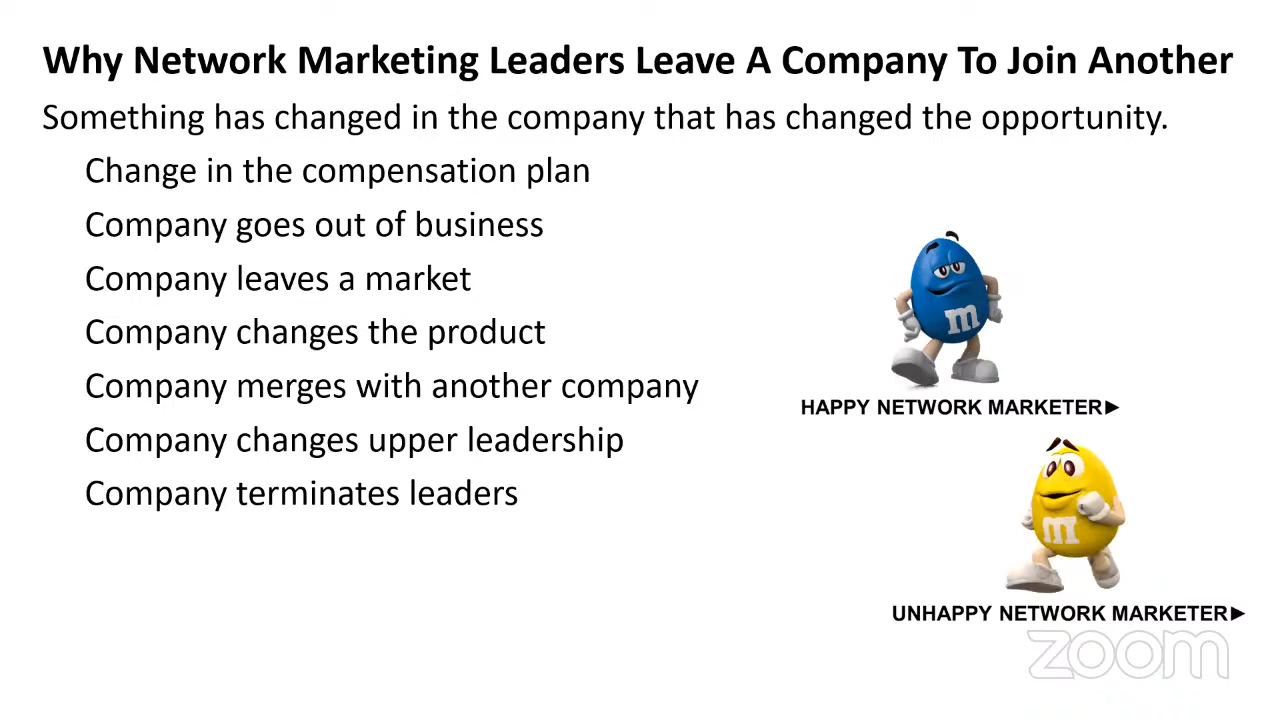 Why Network Marketing Leaders Leave A Company To Join Another
Something has changed in the company that has changed the opportunity.
Change in the compensation plan
Company goes out of business
Company leaves a market
Company changes the product
Company merges with another company
Company changes upper leadership
Company terminates leaders
m
HAPPY NETWORK MARKETER►
m
UNHAPPY NETWORK MARKETER►
zoom